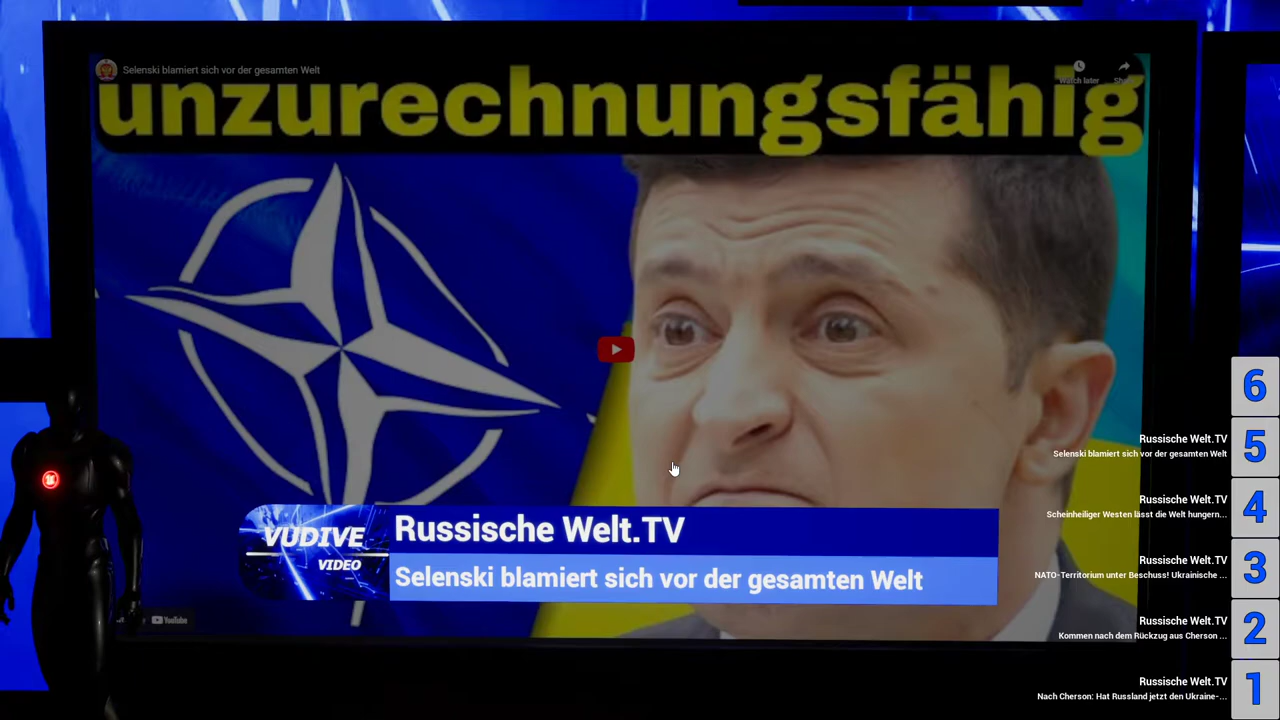 Selenski blamiert sich vor der gesamten Welt
Watch later
unzurechnungsfähig
VUDIVE
VIDEO
Russische Welt.TV
Selenski blamiert sich vor der gesamten Welt
YouTube
6
Russische Welt.TV
Selenski blamiert sich vor der gesamten Welt
5
Russische Welt.TV
Scheinheiliger Westen lässt die Welt hungern...
4
Russische Welt.TV
NATO-Territorium unter Beschuss! Ukrainische ...
3
Russische Welt.TV
Kommen nach dem Rückzug aus Cherson ...
2
Russische Welt.TV
Nach Cherson: Hat Russland jetzt den Ukraine-...
1